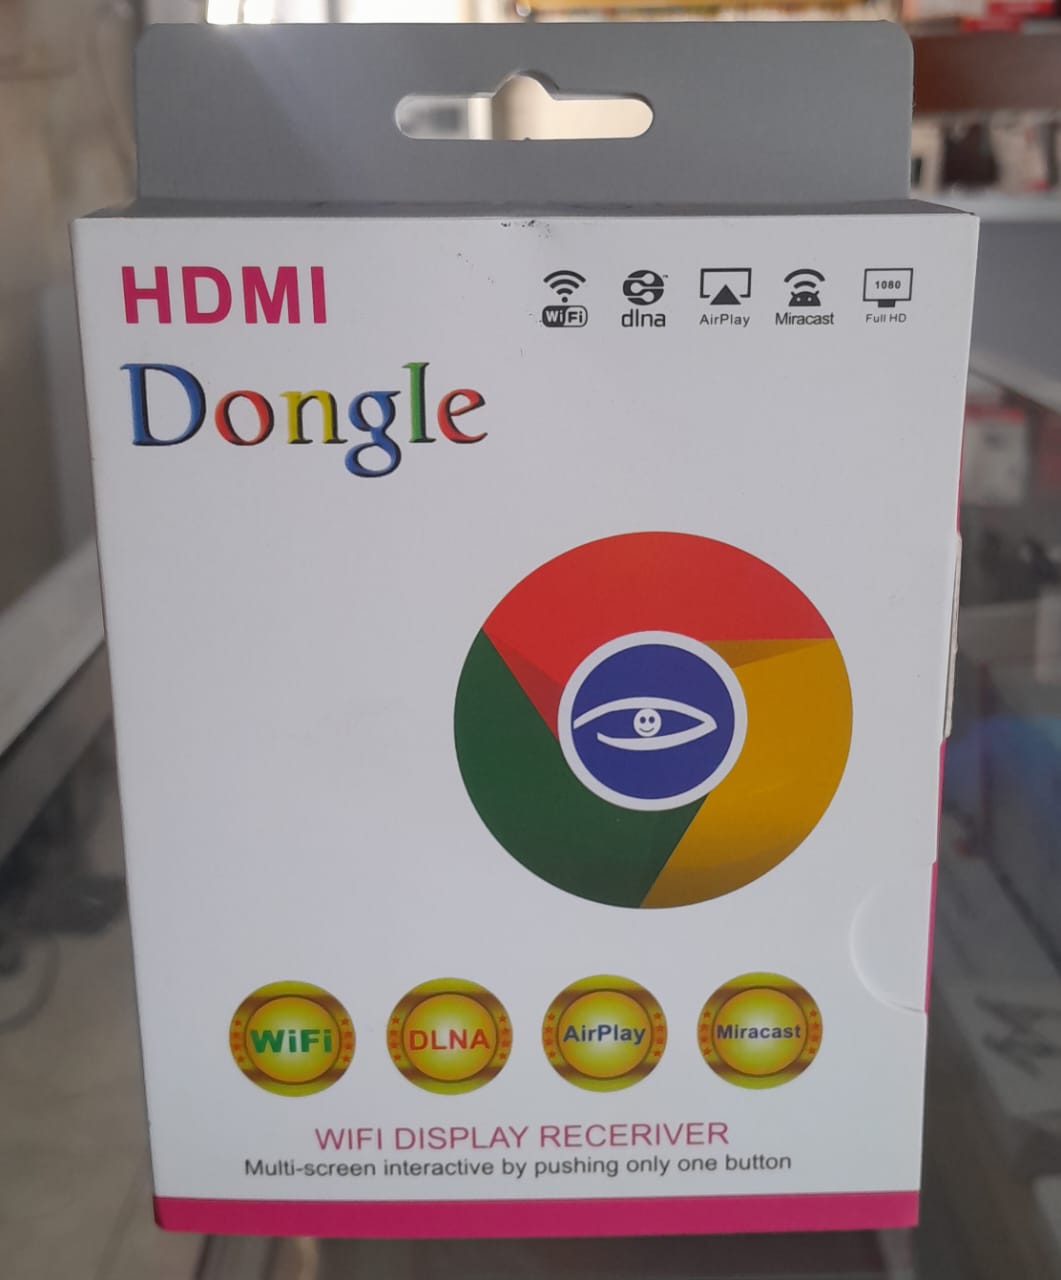 HDMI
Dongle
WiFi
dlna
AirPlay
Miracast
1080
Full HD
WiFi
DLNA
AirPlay
Miracast
WIFI DISPLAY RECERIVER
Multi-screen interactive by pushing only one button